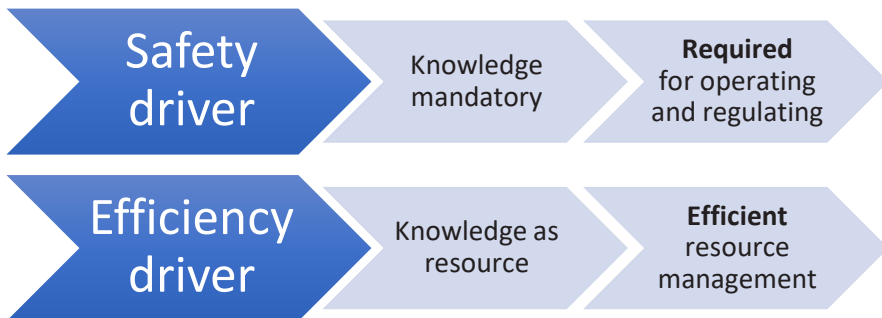 Safety
driver
Knowledge
mandatory
Required
for operating
and regulating
Efficiency
driver
Knowledge as
resource
Efficient
resource
management